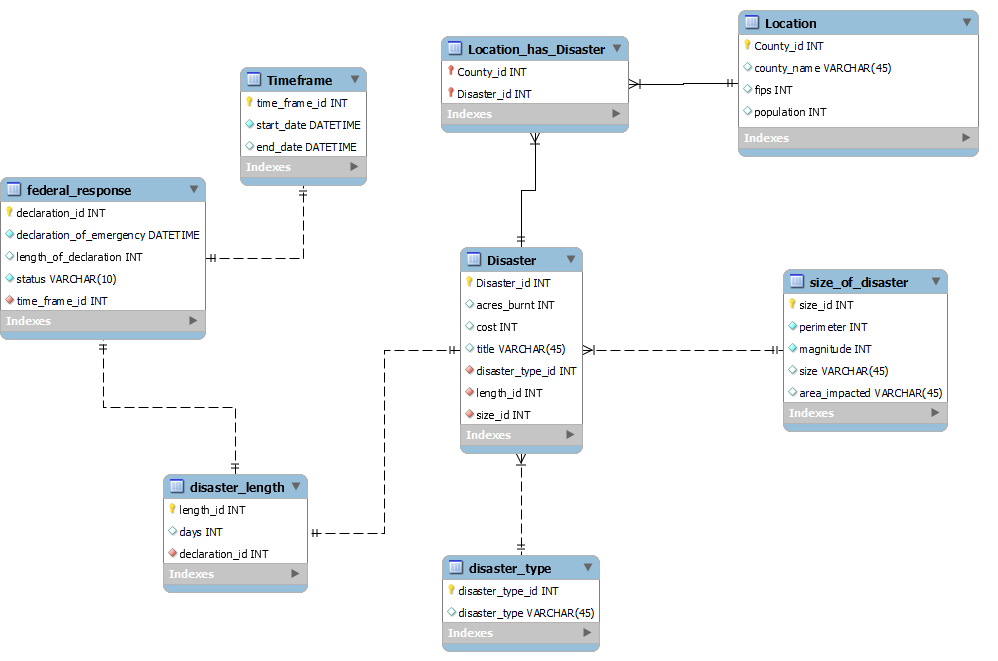 Location
County_id INT
county_name VARCHAR(45)
fips INT
population INT
Indexes
Location_has_Disaster
County_id INT
Disaster_id INT
Indexes
Timeframe
time_frame_id INT
start_date DATETIME
end_date DATETIME
Indexes
federal_response
declaration_id INT
declaration_of_emergency DATETIME
length_of_declaration INT
status VARCHAR(10)
time_frame_id INT
Indexes
Disaster
Disaster_id INT
acres_burnt INT
cost INT
title VARCHAR(45)
disaster_type_id INT
length_id INT
size_id INT
Indexes
size_of_disaster
size_id INT
perimeter INT
magnitude INT
size VARCHAR(45)
area_impacted VARCHAR(45)
Indexes
disaster_length
length_id INT
days INT
declaration_id INT
Indexes
disaster_type
disaster_type_id INT
disaster_type VARCHAR(45)
Indexes